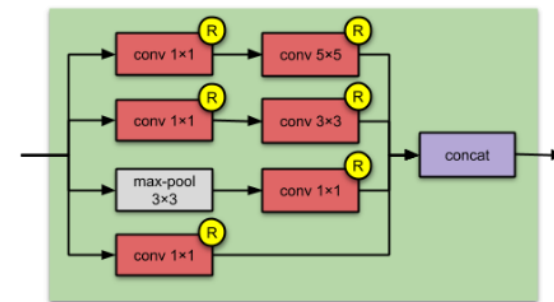 R
R
conv 1×1
conv 5×5
R
R
conv 1×1
conv 3×3
concat
R
max-pool
3×3
conv 1×1
R
conv 1×1